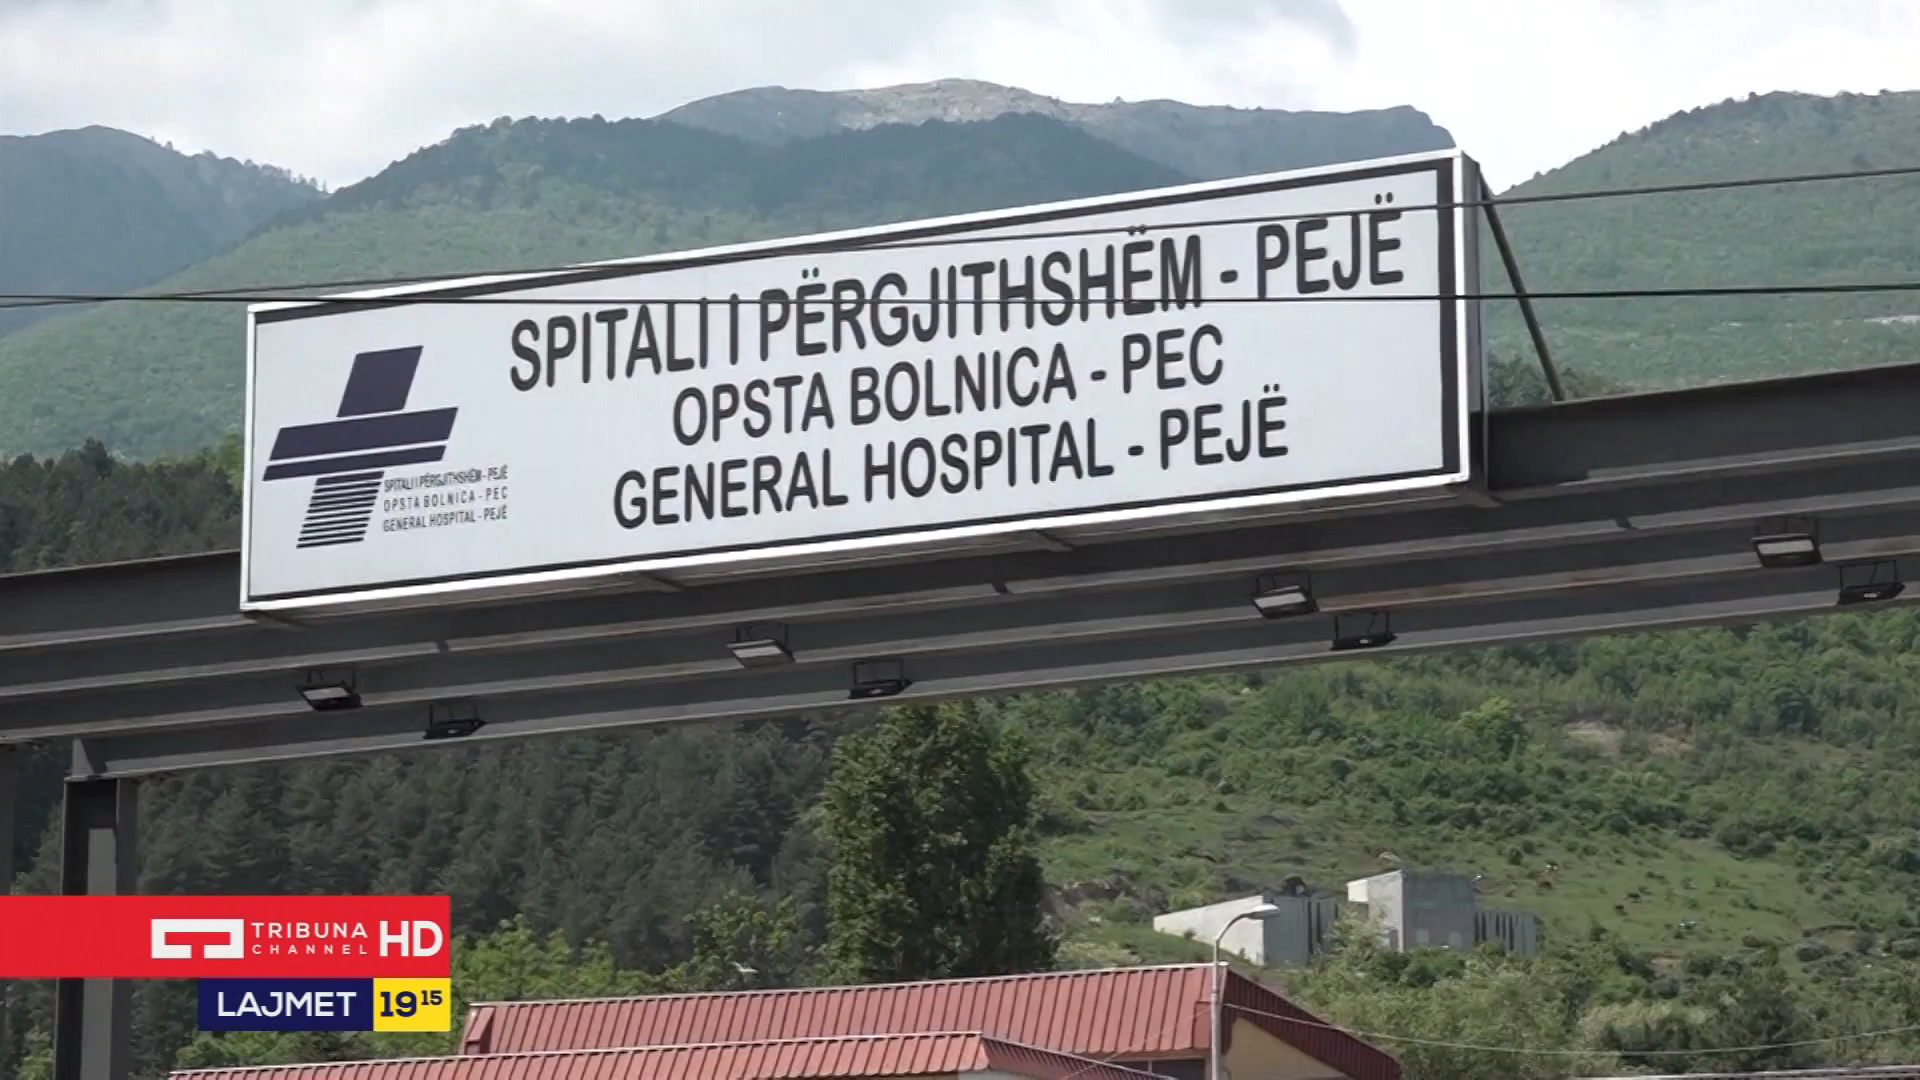 SPITALI I PËRGJITHSHËM - PEJË
OPSTA BOLNICA - PEC
GENERAL HOSPITAL - PEJË
SPITALI I PËRGJITHSHËM - PEJË
OPSTA BOLNICA - PEC
GENERAL HOSPITAL - PEJË
TRIBUNA
CHANNEL HD
LAJMET 19 15